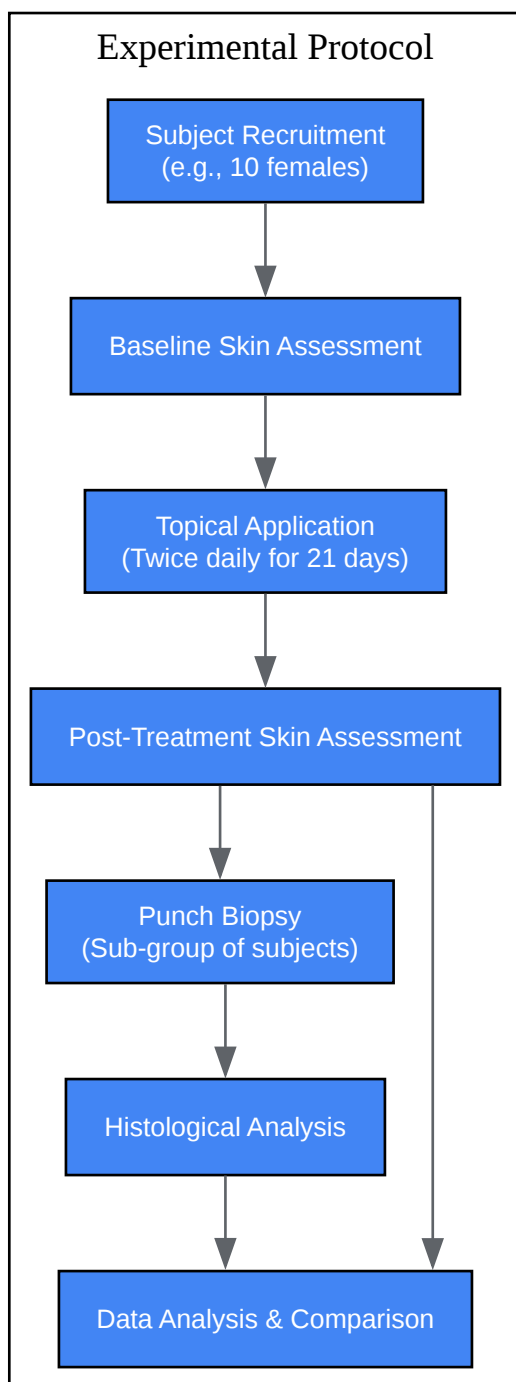 Experimental Protocol
Subject Recruitment
(e.g., 10 females)
Baseline Skin Assessment
Topical Application
(Twice daily for 21 days)
Post-Treatment Skin Assessment
Punch Biopsy
(Sub-group of subjects)
Histological Analysis
Data Analysis & Comparison